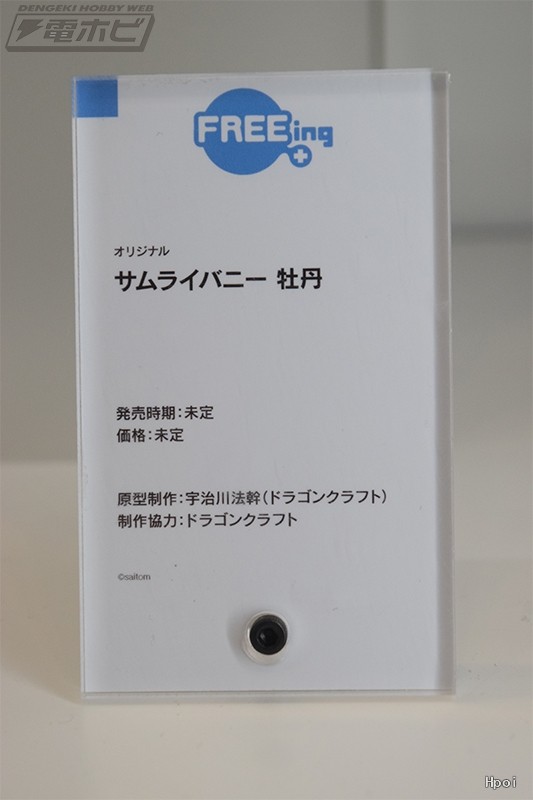 DENGEKI HOBBY WEB
電ホビ
FREEing
オリジナル
サムライバニー 牡丹
発売時期：未定
価格：未定
原型制作：宇治川法幹（ドラゴンクラフト）
制作協力：ドラゴンクラフト
©saitom
Hpoi